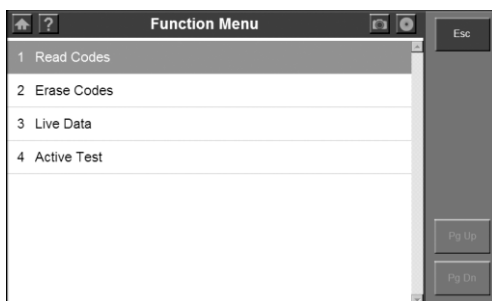 ? Function Menu
Esc
1 Read Codes
2 Erase Codes
3 Live Data
4 Active Test
Pg Up
Pg Dn